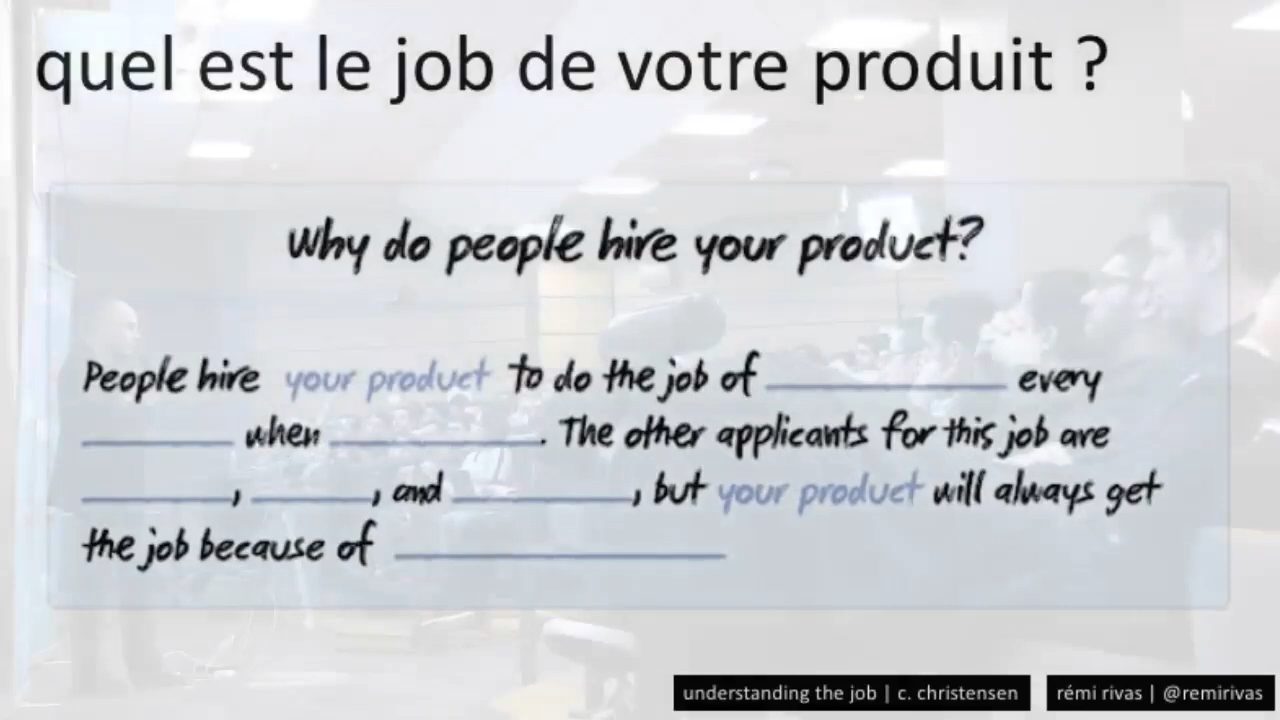 quel est le job de votre produit ?
Why do people hire your product?
People hire your product to do the job of ____________ every
________ when ___________. The other applicants for this job are
________, ______, and _________, but your product will always get
the job because of _________________
understanding the job | c. christensen
rémi rivas | @remirivas